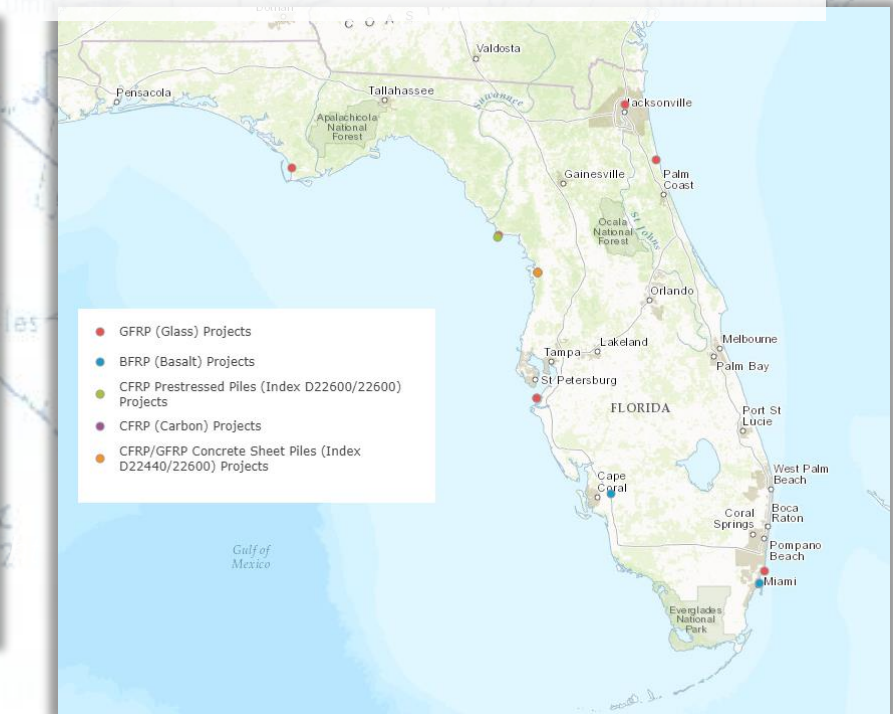 COAST
Valdosta
Pensacola
Tallahassee
Suwannee
Jacksonville
Apalachicola
National
Forest
Gainesville
Palm
Coast
Ocala
National
Forest
St Johns
Orlando
GFRP (Glass) Projects
BFRP (Basalt) Projects
CFRP Prestressed Piles (Index D22600/22600)
Projects
CFRP (Carbon) Projects
CFRP/GFRP Concrete Sheet Piles (Index
D22440/22600) Projects
Tampa
Lakeland
Melbourne
Palm Bay
St Petersburg
FLORIDA
Port St
Lucie
Cape
Coral
West Palm
Beach
Coral
Springs
Boca
Raton
Pompano
Beach
Gulf of
Mexico
Miami
Everglades
National
Park